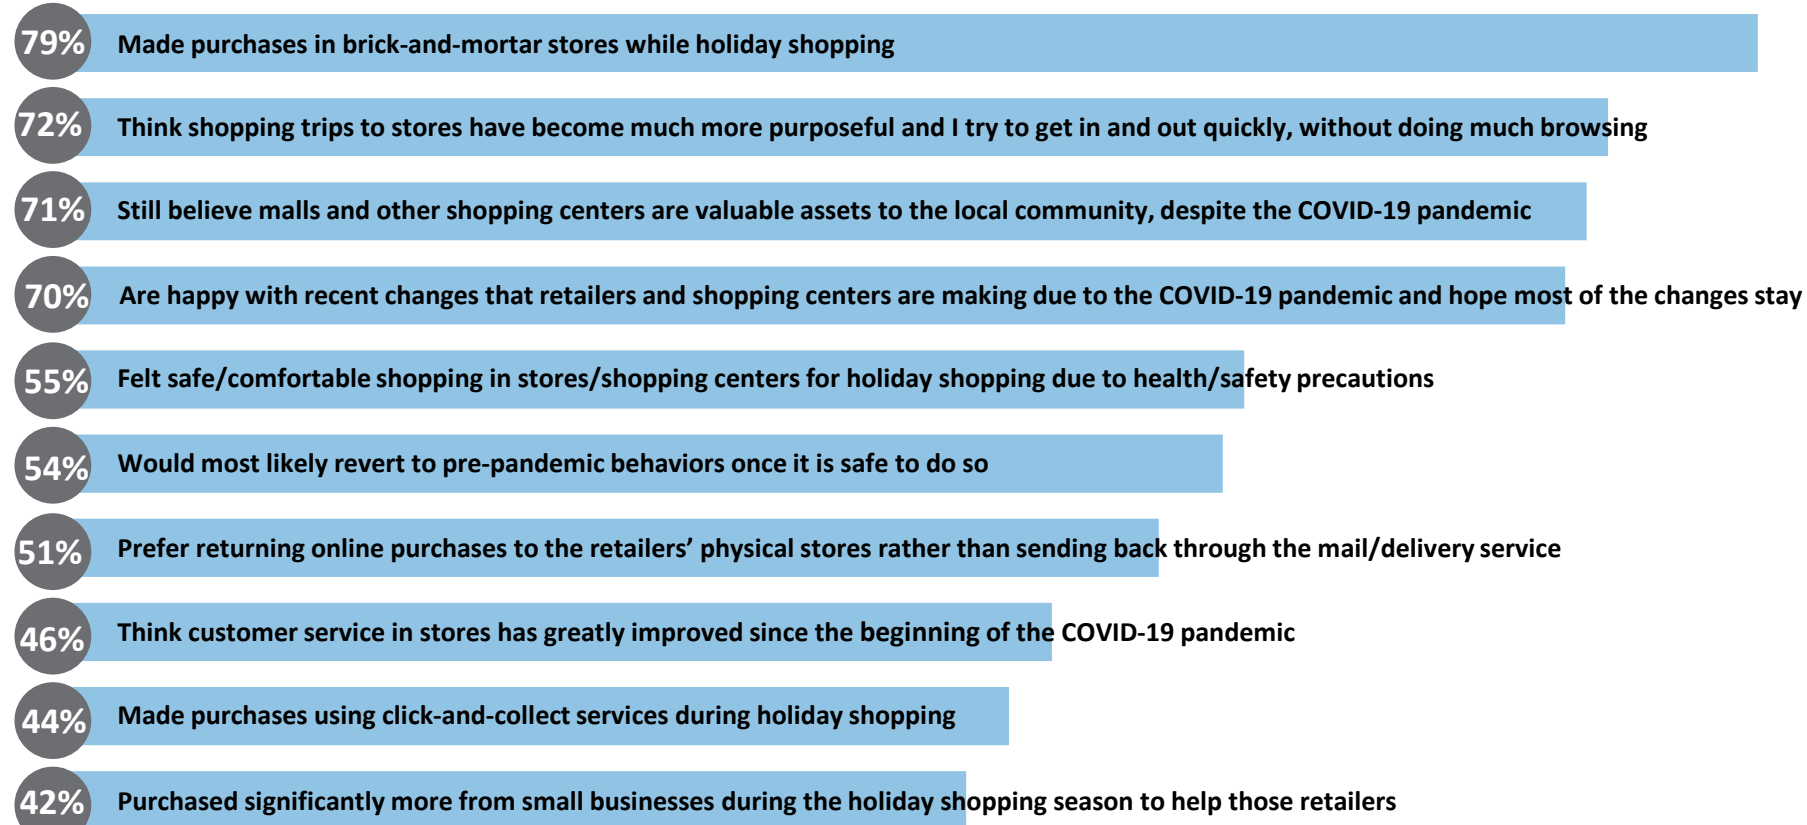 79% Made purchases in brick-and-mortar stores while holiday shopping
72% Think shopping trips to stores have become much more purposeful and I try to get in and out quickly, without doing much browsing
71% Still believe malls and other shopping centers are valuable assets to the local community, despite the COVID-19 pandemic
70% Are happy with recent changes that retailers and shopping centers are making due to the COVID-19 pandemic and hope most of the changes stay
55% Felt safe/comfortable shopping in stores/shopping centers for holiday shopping due to health/safety precautions
54% Would most likely revert to pre-pandemic behaviors once it is safe to do so
51% Prefer returning online purchases to the retailers’ physical stores rather than sending back through the mail/delivery service
46% Think customer service in stores has greatly improved since the beginning of the COVID-19 pandemic
44% Made purchases using click-and-collect services during holiday shopping
42% Purchased significantly more from small businesses during the holiday shopping season to help those retailers